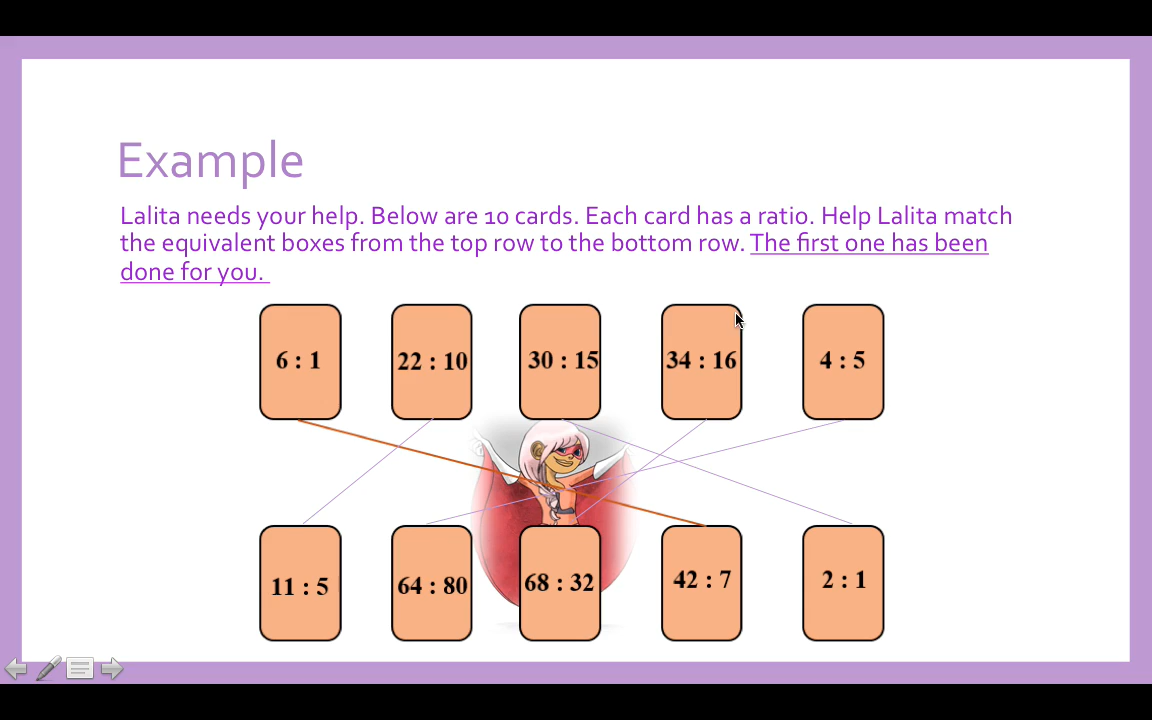 Example
Lalita needs your help. Below are 10 cards. Each card has a ratio. Help Lalita match
the equivalent boxes from the top row to the bottom row. The first one has been
done for you.
6 : 1 22 : 10 30 : 15 34 : 16 4 : 5
11 : 5 64 : 80 68 : 32 42 : 7 2 : 1